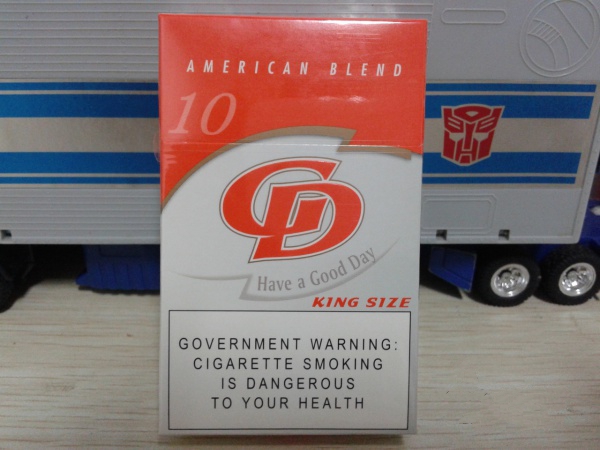 AMERICAN BLEND
10
GD
Have a Good Day
KING SIZE
GOVERNMENT WARNING:
CIGARETTE SMOKING
IS DANGEROUS
TO YOUR HEALTH